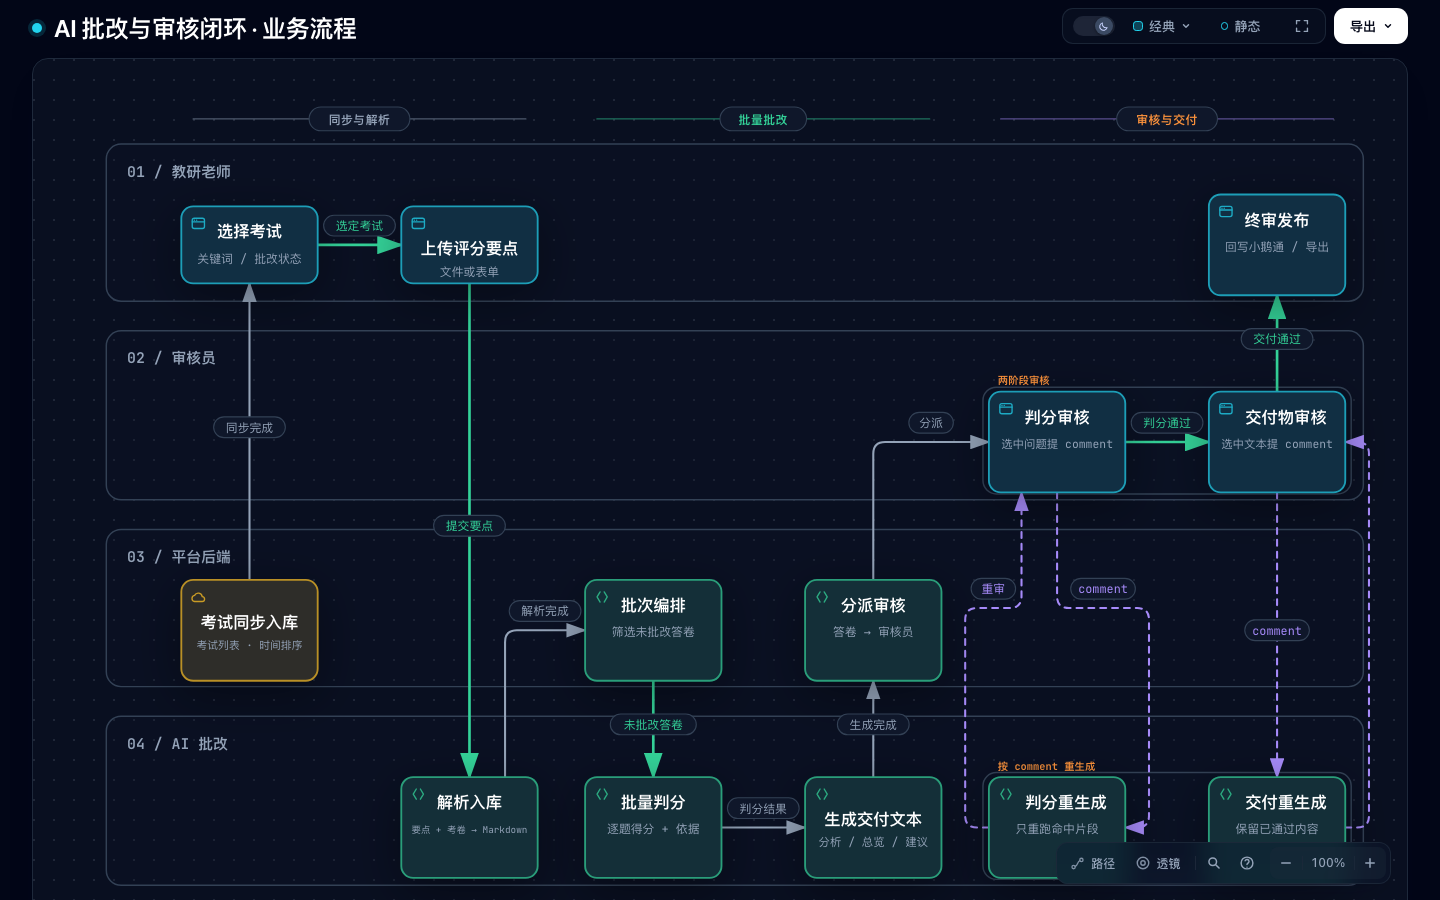 AI 批改与审核闭环 · 业务流程
经典
静态
导出
同步与解析
批量批改
审核与交付
01 / 教研老师
选择考试
关键词 / 批改状态
选定考试
上传评分要点
文件或表单
终审发布
回写小鹅通 / 导出
交付通过
02 / 审核员
两阶段审核
同步完成
分派
判分审核
选中问题提 comment
判分通过
交付物审核
选中文本提 comment
提交要点
03 / 平台后端
考试同步入库
考试列表 · 时间排序
解析完成
批次编排
筛选未批改答卷
分派审核
答卷 → 审核员
重审
comment
comment
未批改答卷
生成完成
04 / AI 批改
按 comment 重生成
解析入库
要点 + 考卷 → Markdown
批量判分
逐题得分 + 依据
判分结果
生成交付文本
分析 / 总览 / 建议
判分重生成
只重跑命中片段
交付重生成
保留已通过内容
路径
透镜
100%